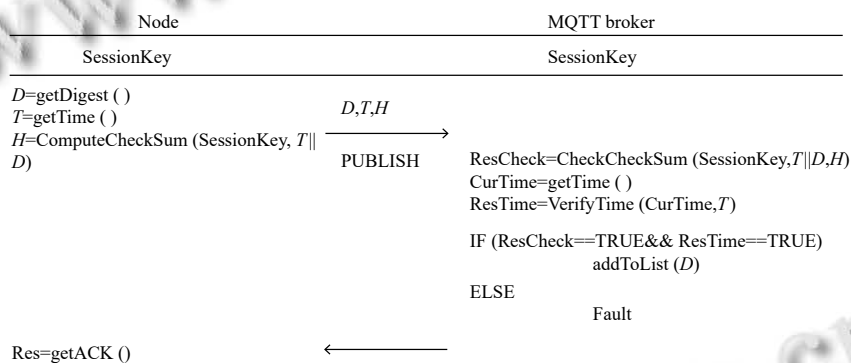 Node MQTT broker
SessionKey SessionKey
D=getDigest ( )
T=getTime ( )
H=ComputeCheckSum (SessionKey, T||
D)
D,T,H
PUBLISH
ResCheck=CheckCheckSum (SessionKey,T||D,H)
CurTime=getTime ( )
ResTime=VerifyTime (CurTime,T)
IF (ResCheck==TRUE&& ResTime==TRUE)
addToList (D)
ELSE
Fault
Res=getACK ()